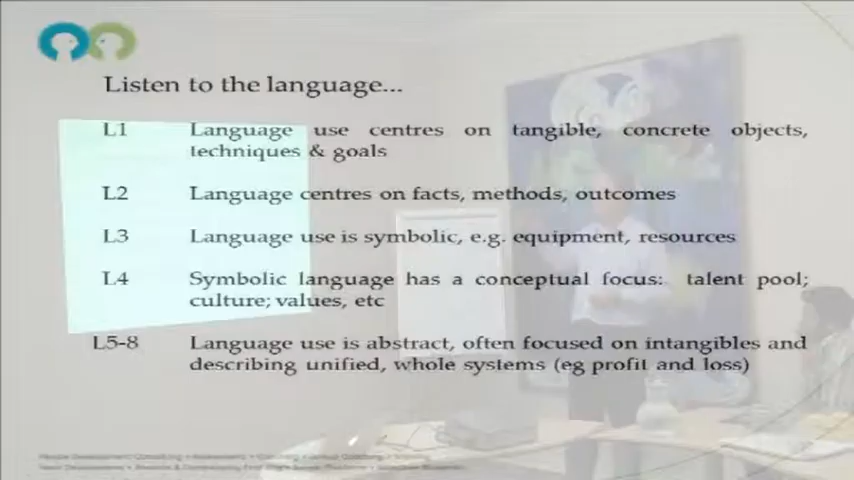 Listen to the language...
L1 Language use centres on tangible, concrete objects,
techniques & goals
L2 Language centres on facts, methods, outcomes
L3 Language use is symbolic, e.g. equipment, resources
L4 Symbolic language has a conceptual focus: talent pool;
culture; values, etc
L5-8 Language use is abstract, often focused on intangibles and
describing unified, whole systems (eg profit and loss)